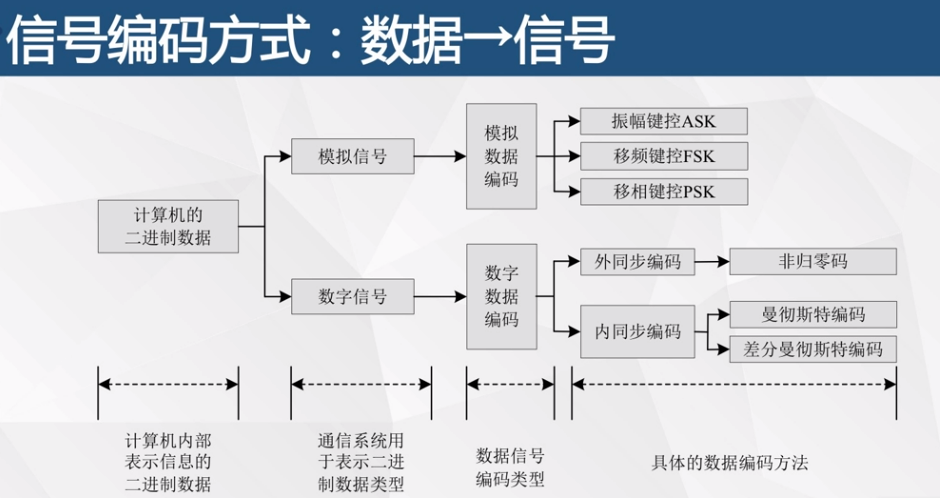 信号编码方式：数据→信号
计算机的
二进制数据
模拟信号
数字信号
模拟
数据
编码
数字
数据
编码
振幅键控ASK
移频键控FSK
移相键控PSK
外同步编码
非归零码
内同步编码
曼彻斯特编码
差分曼彻斯特编码
计算机内部
表示信息的
二进制数据
通信系统用
于表示二进
制数据类型
数据信号
编码类型
具体的数据编码方法